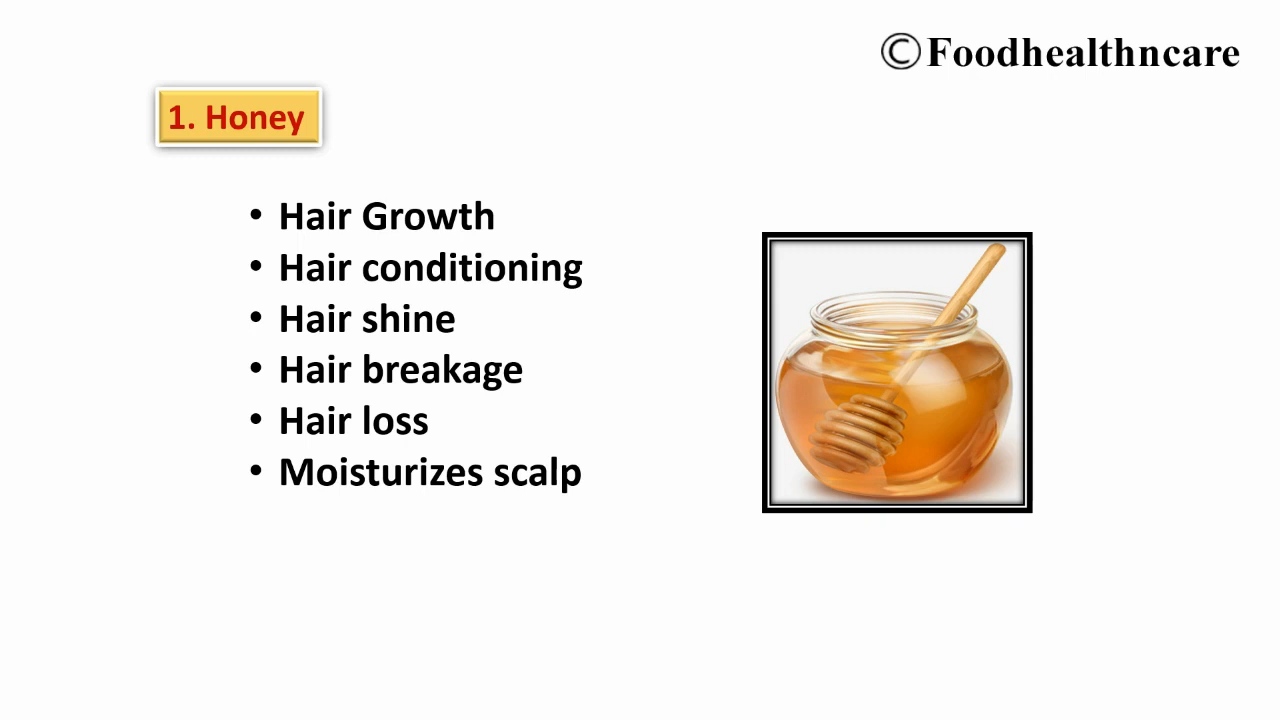 ©Foodhealthncare
1. Honey
• Hair Growth
• Hair conditioning
• Hair shine
• Hair breakage
• Hair loss
• Moisturizes scalp